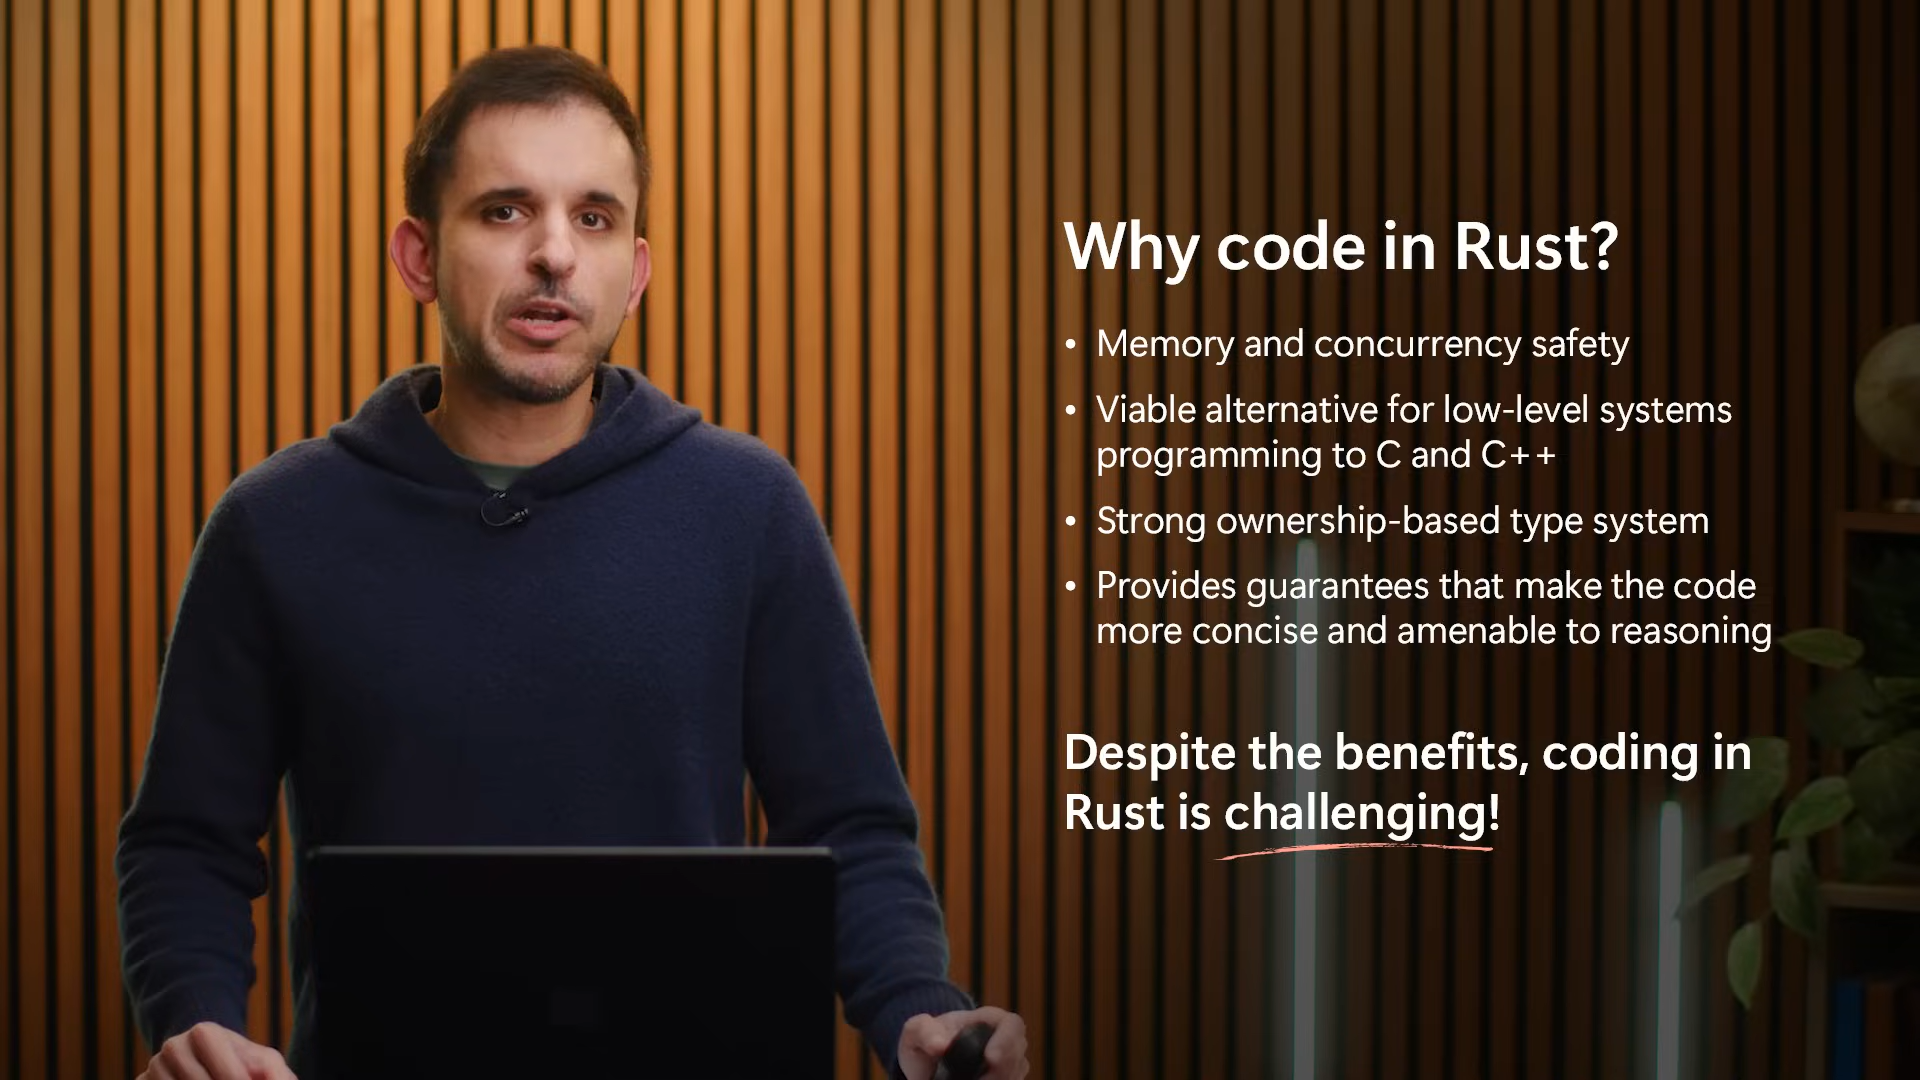 Why code in Rust?
• Memory and concurrency safety
• Viable alternative for low-level systems
programming to C and C++
• Strong ownership-based type system
• Provides guarantees that make the code
more concise and amenable to reasoning
Despite the benefits, coding in
Rust is challenging!